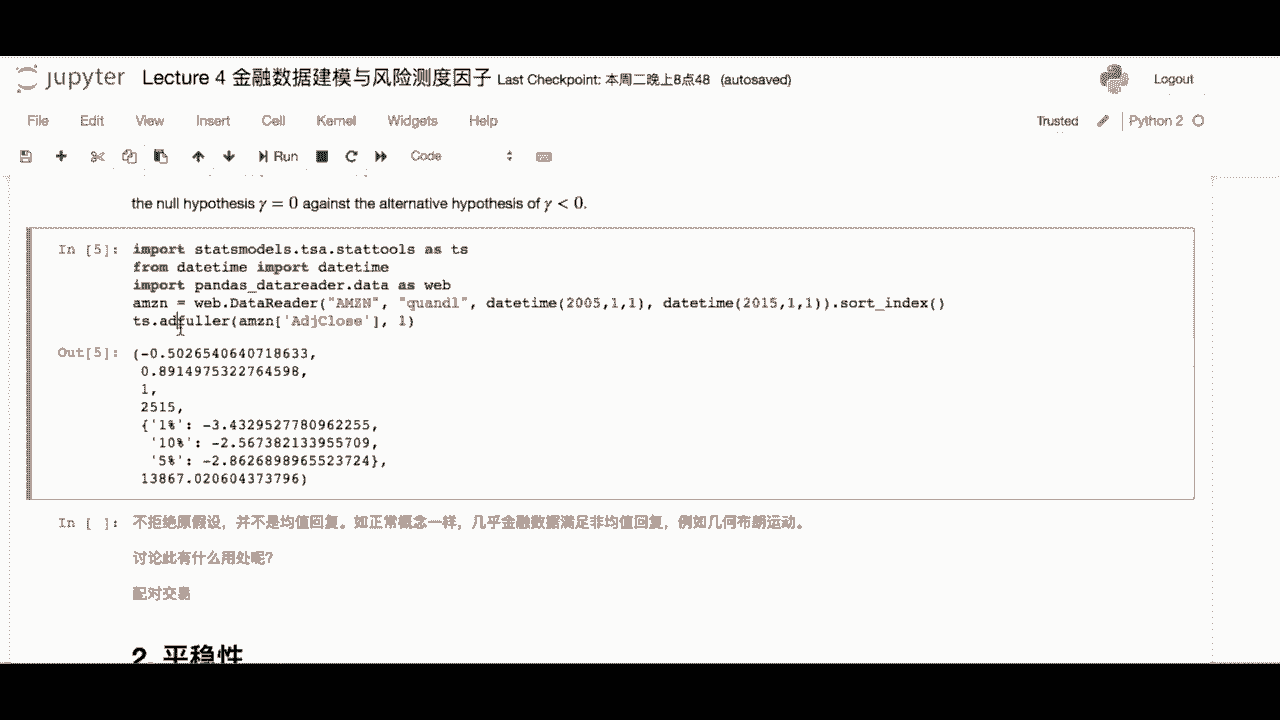 jupyter Lecture 4 金融数据建模与风险测度因子 Last Checkpoint: 本周二晚上8点48 (autosaved) Logout
File Edit View Insert Cell Kernel Widgets Help Trusted Python 2
Run Code
the null hypothesis γ = 0 against the alternative hypothesis of γ < 0.
In [5]: import statsmodels.tsa.stattools as ts
from datetime import datetime
import pandas_datareader.data as web
amzn = web.DataReader("AMZN", "quandl", datetime(2005,1,1), datetime(2015,1,1)).sort_index()
ts.adfuller(amzn['AdjClose'], 1)
Out[5]: (-0.5026540640718633,
0.8914975322764598,
1,
2515,
{'1%': -3.4329527780962255,
'10%': -2.567382133955709,
'5%': -2.8626898965523724},
13867.020604373796)
In [ ]: 不拒绝原假设，并不是均值回复。如正常概念一样，几乎金融数据满足非均值回复，例如几何布朗运动。
讨论此有什么用处呢?
配对交易
2. 平稳性